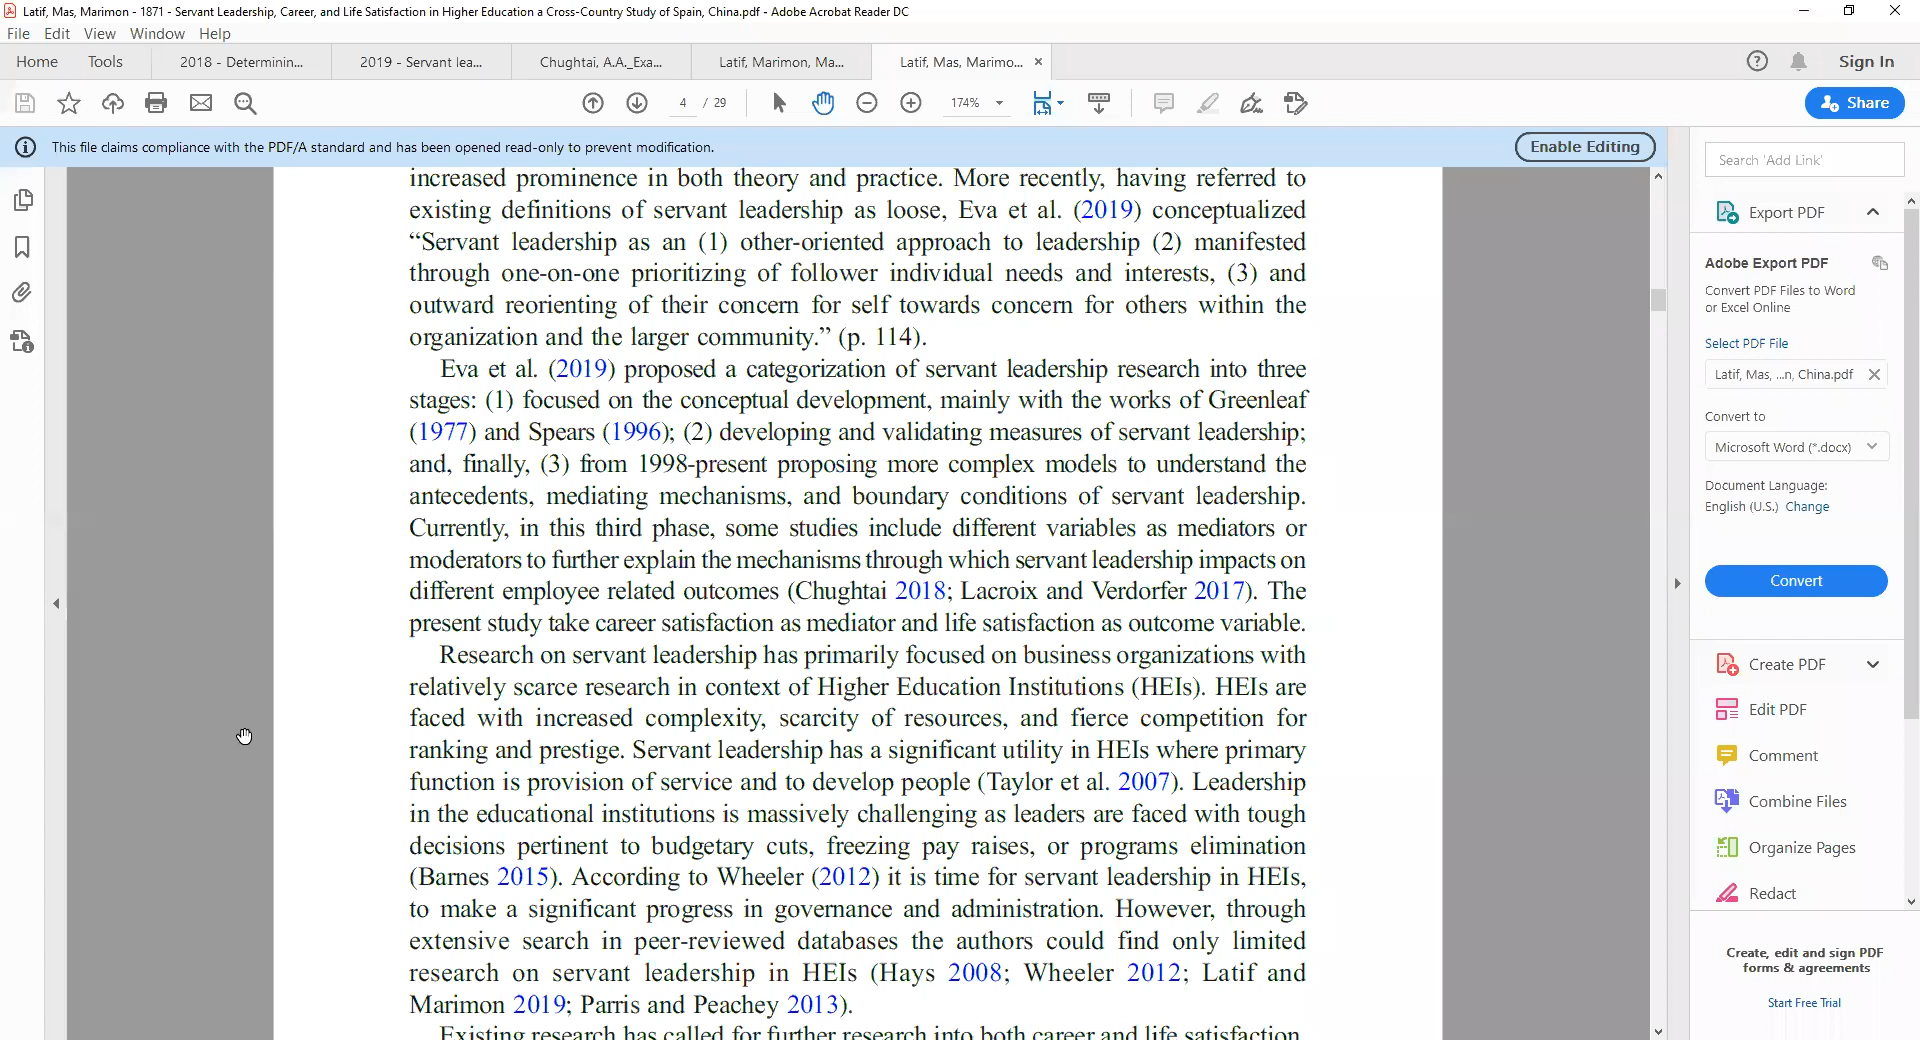 Latif, Mas, Marimon - 1871 - Servant Leadership, Career, and Life Satisfaction in Higher Education a Cross-Country Study of Spain, China.pdf - Adobe Acrobat Reader DC
File Edit View Window Help
Home Tools 2018 - Determinin... 2019 - Servant lea... Chughtai, A.A._Exa... Latif, Marimon, Ma... Latif, Mas, Marimo... Sign In
4 / 29 174% Share
This file claims compliance with the PDF/A standard and has been opened read-only to prevent modification. Enable Editing
increased prominence in both theory and practice. More recently, having referred to
existing definitions of servant leadership as loose, Eva et al. (2019) conceptualized
“Servant leadership as an (1) other-oriented approach to leadership (2) manifested
through one-on-one prioritizing of follower individual needs and interests, (3) and
outward reorienting of their concern for self towards concern for others within the
organization and the larger community.” (p. 114).
Eva et al. (2019) proposed a categorization of servant leadership research into three
stages: (1) focused on the conceptual development, mainly with the works of Greenleaf
(1977) and Spears (1996); (2) developing and validating measures of servant leadership;
and, finally, (3) from 1998-present proposing more complex models to understand the
antecedents, mediating mechanisms, and boundary conditions of servant leadership.
Currently, in this third phase, some studies include different variables as mediators or
moderators to further explain the mechanisms through which servant leadership impacts on
different employee related outcomes (Chughtai 2018; Lacroix and Verdorfer 2017). The
present study take career satisfaction as mediator and life satisfaction as outcome variable.
Research on servant leadership has primarily focused on business organizations with
relatively scarce research in context of Higher Education Institutions (HEIs). HEIs are
faced with increased complexity, scarcity of resources, and fierce competition for
ranking and prestige. Servant leadership has a significant utility in HEIs where primary
function is provision of service and to develop people (Taylor et al. 2007). Leadership
in the educational institutions is massively challenging as leaders are faced with tough
decisions pertinent to budgetary cuts, freezing pay raises, or programs elimination
(Barnes 2015). According to Wheeler (2012) it is time for servant leadership in HEIs,
to make a significant progress in governance and administration. However, through
extensive search in peer-reviewed databases the authors could find only limited
research on servant leadership in HEIs (Hays 2008; Wheeler 2012; Latif and
Marimon 2019; Parris and Peachey 2013).
Existing research has called for further research into both career and life satisfaction
Search 'Add Link'
Export PDF
Adobe Export PDF
Convert PDF Files to Word
or Excel Online
Select PDF File
Latif, Mas, ...n, China.pdf
Convert to
Microsoft Word (*.docx)
Document Language:
English (U.S.) Change
Convert
Create PDF
Edit PDF
Comment
Combine Files
Organize Pages
Redact
Create, edit and sign PDF
forms & agreements
Start Free Trial